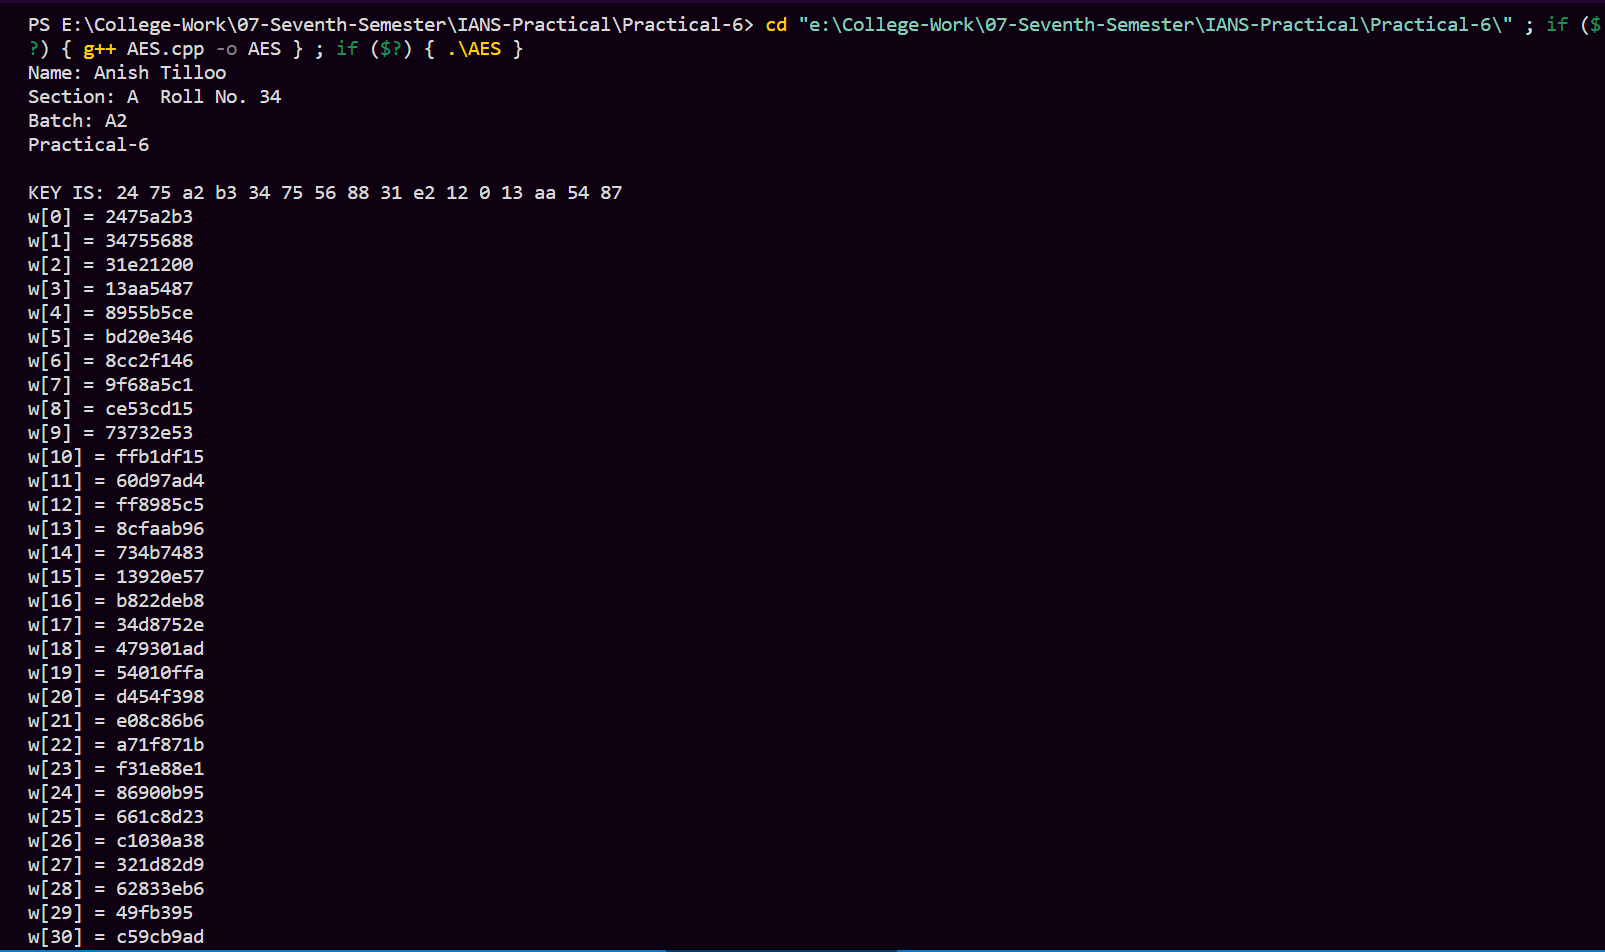 PS E:\College-Work\07-Seventh-Semester\IANS-Practical\Practical-6> cd "e:\College-Work\07-Seventh-Semester\IANS-Practical\Practical-6\" ; if ($
?) { g++ AES.cpp -o AES } ; if ($?) { .\AES }
Name: Anish Tilloo
Section: A  Roll No. 34
Batch: A2
Practical-6
KEY IS: 24 75 a2 b3 34 75 56 88 31 e2 12 0 13 aa 54 87
w[0] = 2475a2b3
w[1] = 34755688
w[2] = 31e21200
w[3] = 13aa5487
w[4] = 8955b5ce
w[5] = bd20e346
w[6] = 8cc2f146
w[7] = 9f68a5c1
w[8] = ce53cd15
w[9] = 73732e53
w[10] = ffb1df15
w[11] = 60d97ad4
w[12] = ff8985c5
w[13] = 8cfaab96
w[14] = 734b7483
w[15] = 13920e57
w[16] = b822deb8
w[17] = 34d8752e
w[18] = 479301ad
w[19] = 54010ffa
w[20] = d454f398
w[21] = e08c86b6
w[22] = a71f871b
w[23] = f31e88e1
w[24] = 86900b95
w[25] = 661c8d23
w[26] = c1030a38
w[27] = 321d82d9
w[28] = 62833eb6
w[29] = 49fb395
w[30] = c59cb9ad